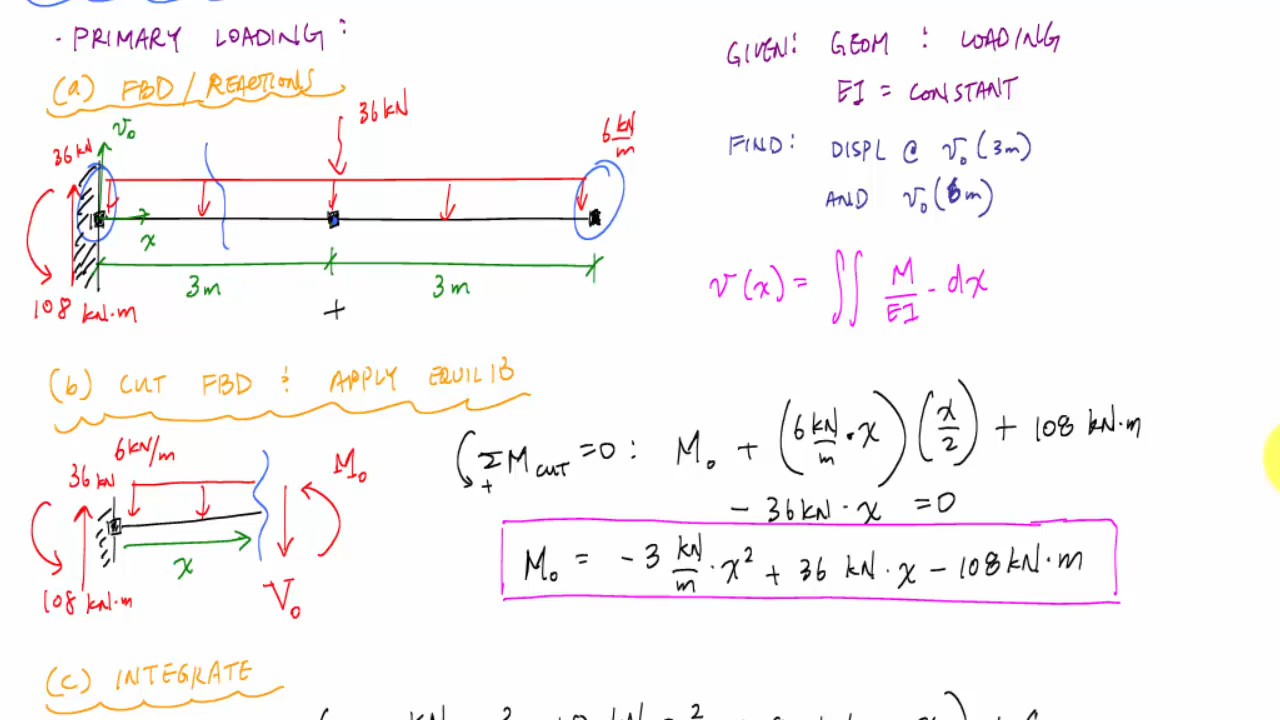 · PRIMARY LOADING:
(a) FBD / REACTIONS
v₀
36 kN
36 kN
6 kN/m
x
3m
3m
108 kN·m
+
GIVEN: GEOM : LOADING
EI = CONSTANT
FIND: DISPL @ v₀(3m)
AND v₀(6m)
v(x) = ∫∫ M/EI · dx
(b) CUT FBD & APPLY EQUILIB
6 kN/m
36 kN
M₀
x
108 kN·m
V₀
+ ΣM_CUT = 0: M₀ + (6 kN/m · x)(x/2) + 108 kN·m
- 36 kN · x = 0
M₀ = -3 kN/m · x² + 36 kN · x - 108 kN·m
(c) INTEGRATE